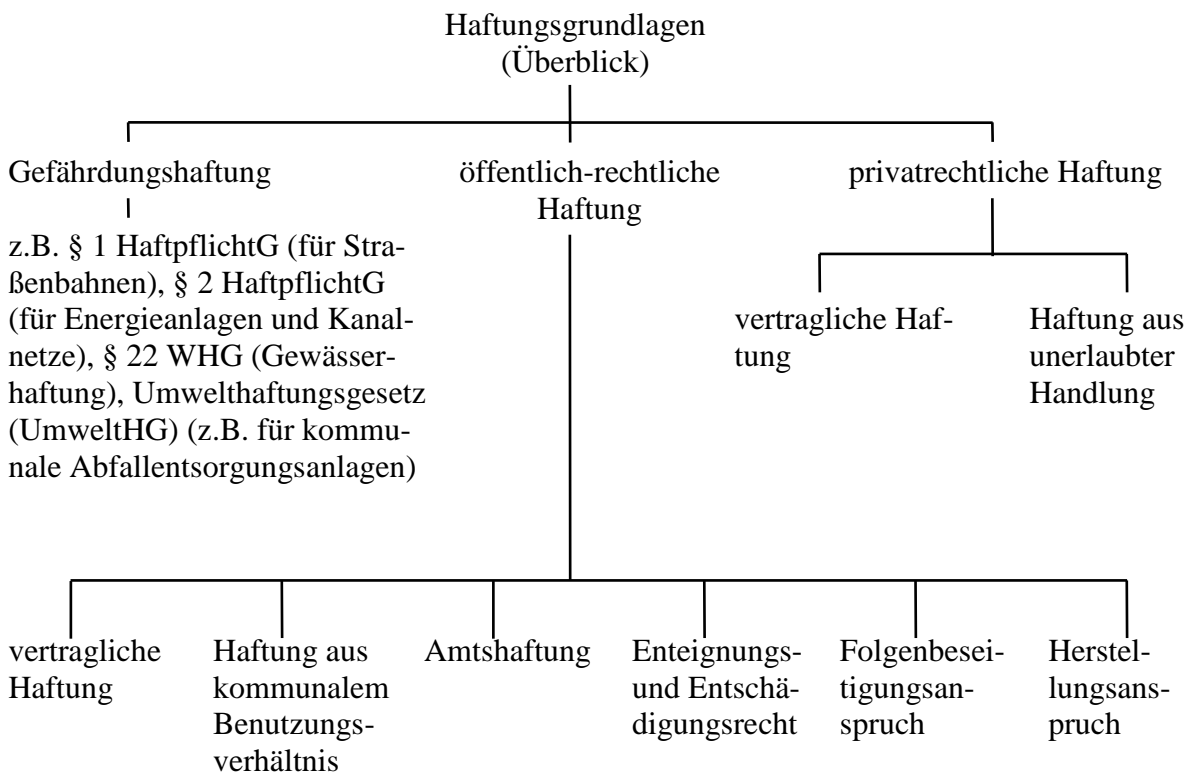 Haftungsgrundlagen
(Überblick)
Gefährdungshaftung
z.B. § 1 HaftpflichtG (für Stra-
ßenbahnen), § 2 HaftpflichtG
(für Energieanlagen und Kanal-
netze), § 22 WHG (Gewässer-
haftung), Umwelthaftungsgesetz
(UmweltHG) (z.B. für kommu-
nale Abfallentsorgungsanlagen)
öffentlich-rechtliche
Haftung
privatrechtliche Haftung
vertragliche Haf-
tung
Haftung aus
unerlaubter
Handlung
vertragliche
Haftung
Haftung aus
kommunalem
Benutzungs-
verhältnis
Amtshaftung
Enteignungs-
und Entschä-
digungsrecht
Folgenbesei-
tigungsan-
spruch
Herstel-
lungsans-
pruch